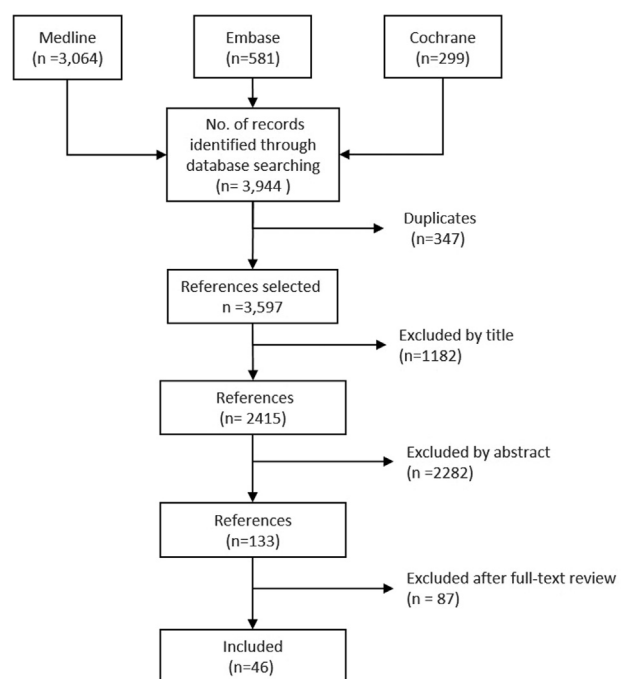 Medline
(n =3,064)
Embase
(n=581)
Cochrane
(n=299)
No. of records
identified through
database searching
(n= 3,944 )
Duplicates
(n=347)
References selected
n =3,597
Excluded by title
(n=1182)
References
(n= 2415)
Excluded by abstract
(n =2282)
References
(n=133)
Excluded after full-text review
(n = 87)
Included
(n=46)